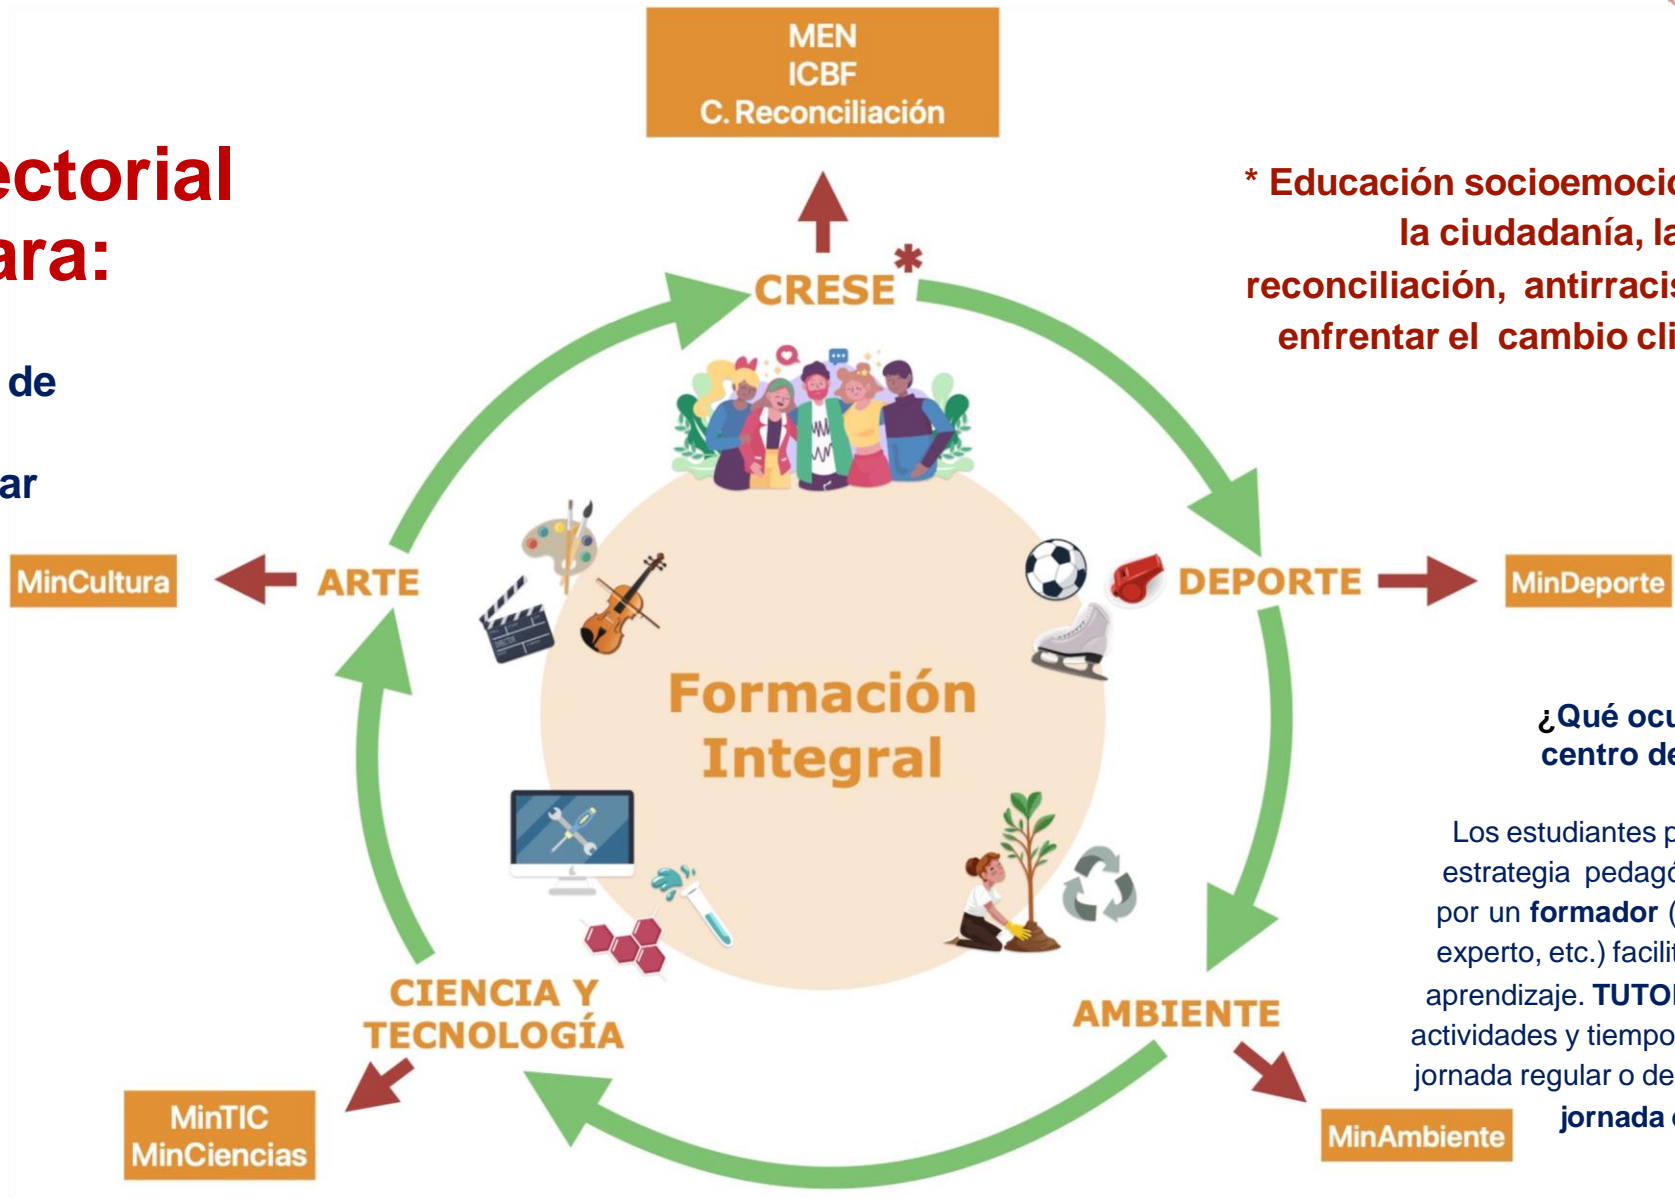 MEN
ICBF
C. Reconciliación
ectorial
ara:
de
ar
* Educación socioemocio
la ciudadanía, la
reconciliación, antirracis
enfrentar el cambio cli
CRESE*
MinCultura
ARTE
DEPORTE
MinDeporte
Formación
Integral
¿Qué ocu
centro de
Los estudiantes p
estrategia pedagó
por un formador (
experto, etc.) facilit
aprendizaje. TUTO
actividades y tiempo
jornada regular o de
jornada
CIENCIA Y
TECNOLOGÍA
AMBIENTE
MinTIC
MinCiencias
MinAmbiente